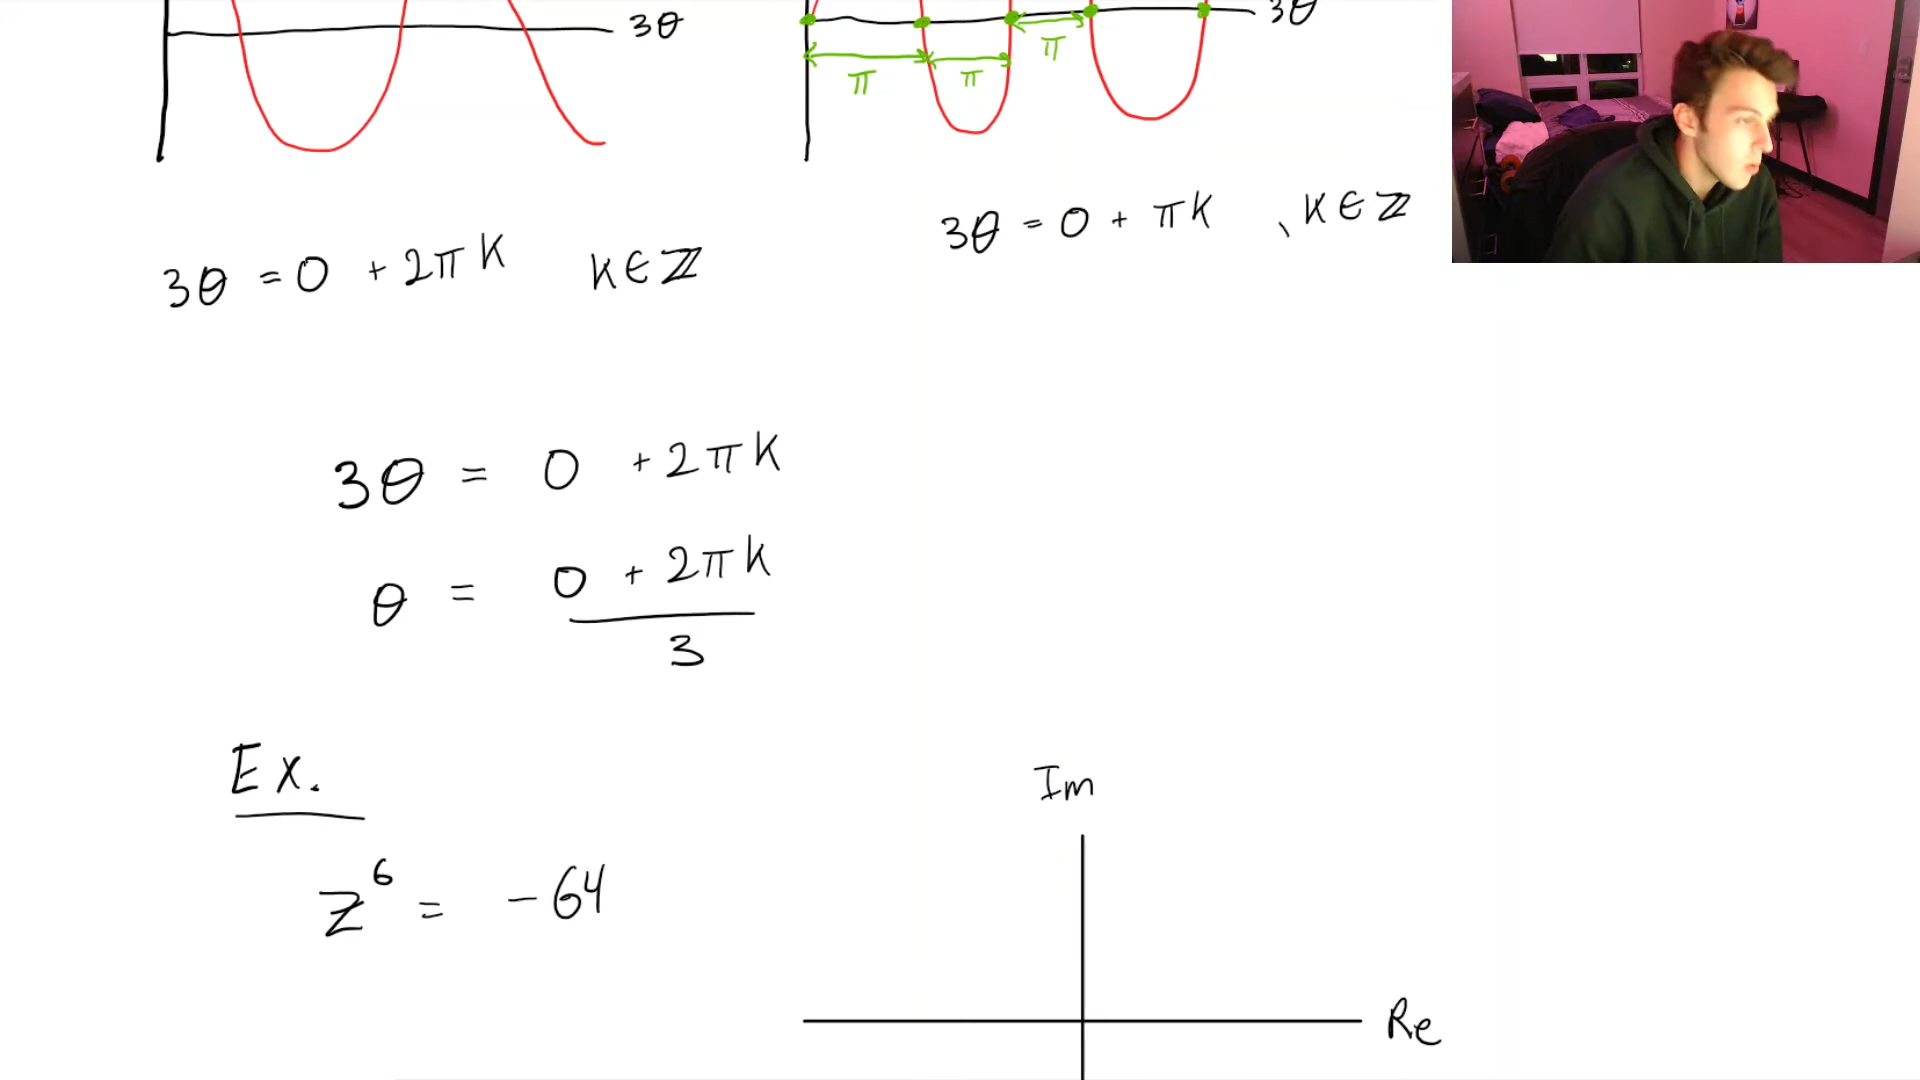 3θ
3θ
π
π
π
3θ = 0 + 2πk   k∈ℤ
3θ = 0 + πk   , k∈ℤ
3θ = 0 + 2πk
θ = 0 + 2πk
3
Ex.
Im
z⁶ = -64
Re